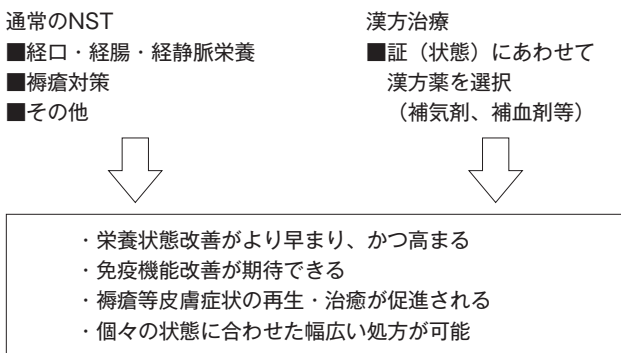 通常のNST
■経口・経腸・経静脈栄養
■褥瘡対策
■その他
漢方治療
■証（状態）にあわせて
漢方薬を選択
（補気剤、補血剤等）
・栄養状態改善がより早まり、かつ高まる
・免疫機能改善が期待できる
・褥瘡等皮膚症状の再生・治癒が促進される
・個々の状態に合わせた幅広い処方が可能